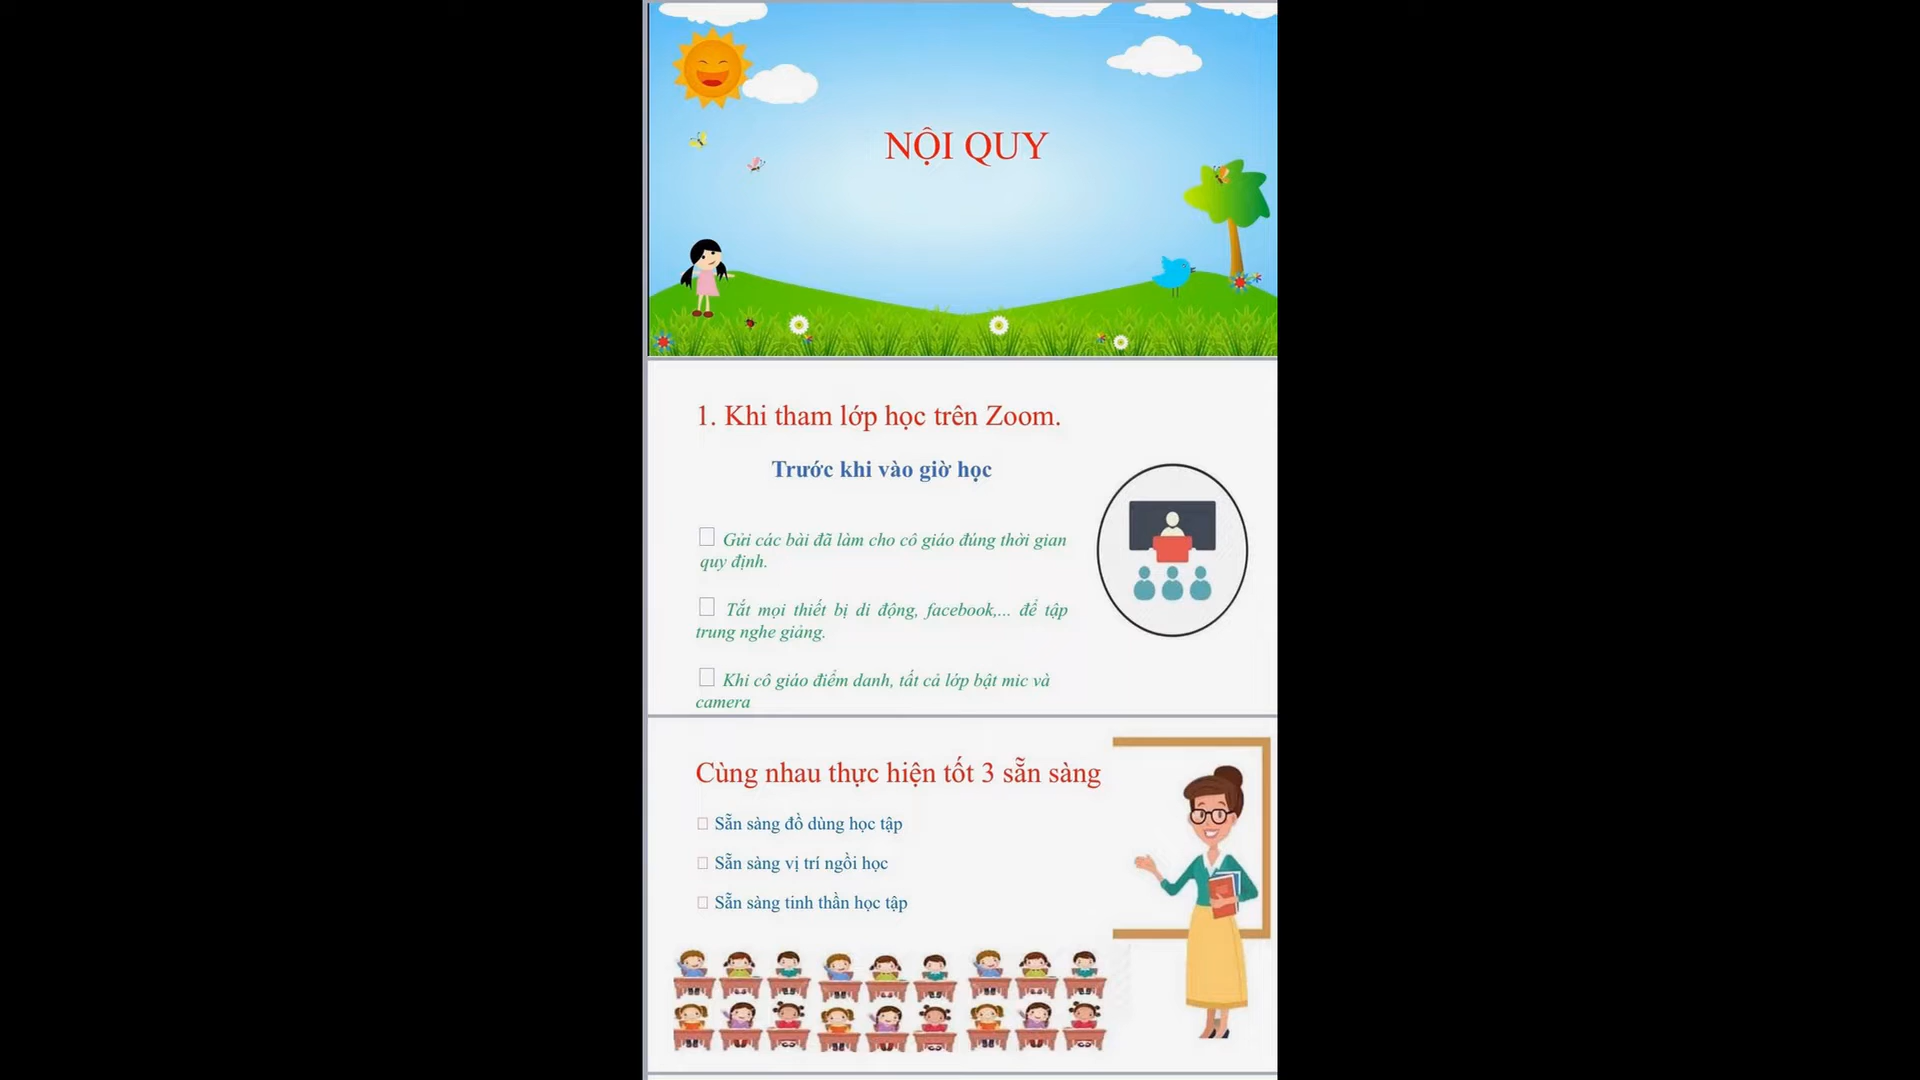 NỘI QUY
1. Khi tham lớp học trên Zoom.
Trước khi vào giờ học
Gửi các bài đã làm cho cô giáo đúng thời gian
quy định.
Tắt mọi thiết bị di động, facebook,... để tập
trung nghe giảng.
Khi cô giáo điểm danh, tất cả lớp bật mic và
camera
Cùng nhau thực hiện tốt 3 sẵn sàng
Sẵn sàng đồ dùng học tập
Sẵn sàng vị trí ngồi học
Sẵn sàng tinh thần học tập